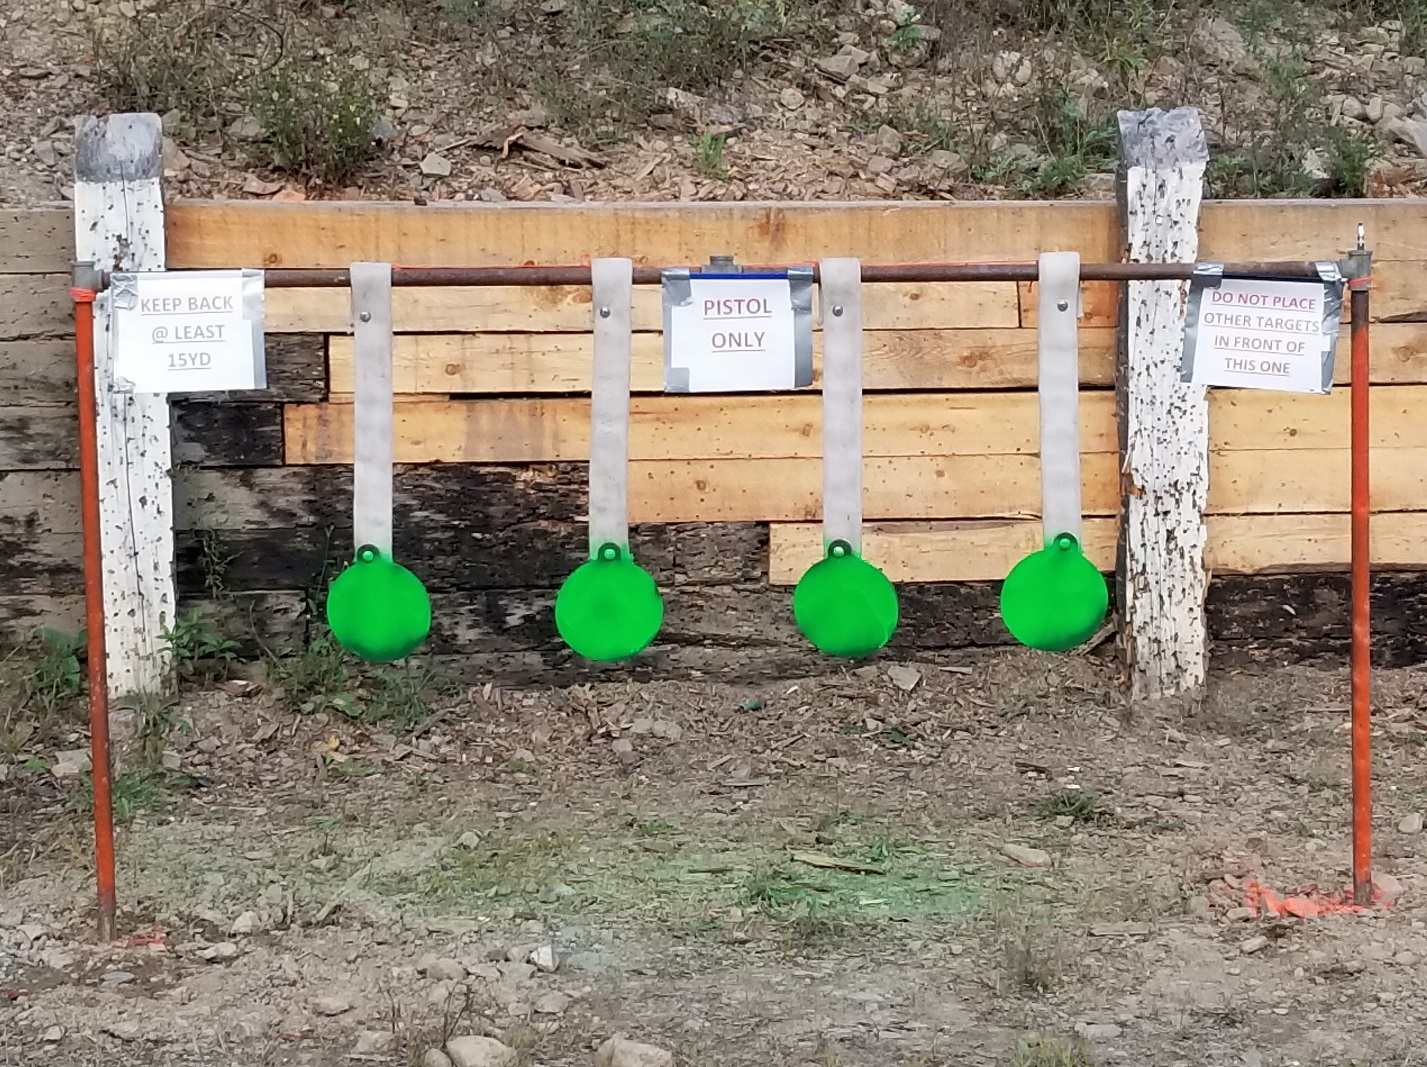 KEEP BACK
@ LEAST
15YD
PISTOL
ONLY
DO NOT PLACE
OTHER TARGETS
IN FRONT OF
THIS ONE